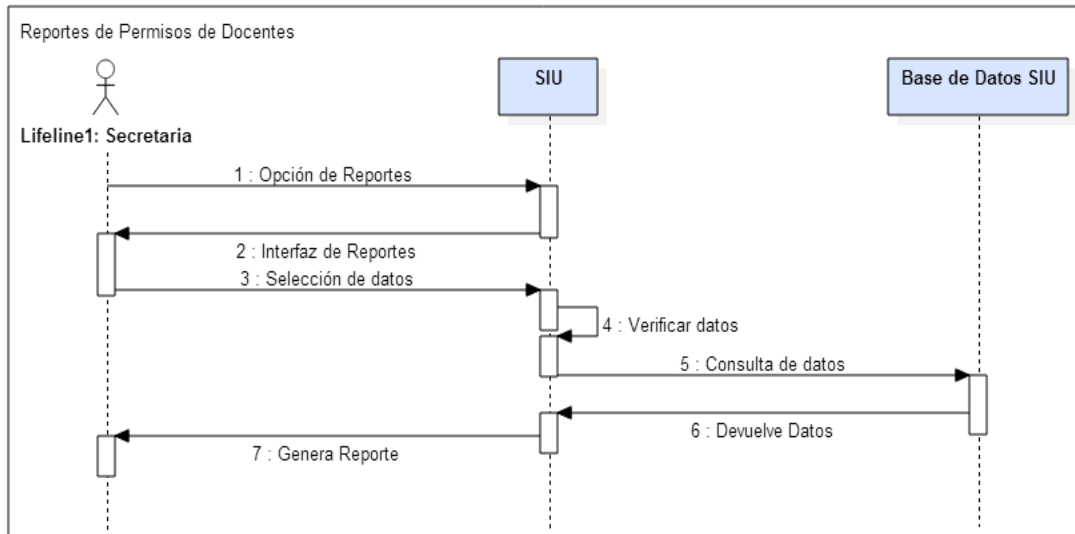 Reportes de Permisos de Docentes
SIU
Base de Datos SIU
Lifeline1: Secretaria
1 : Opción de Reportes
2 : Interfaz de Reportes
3 : Selección de datos
4 : Verificar datos
5 : Consulta de datos
6 : Devuelve Datos
7 : Genera Reporte